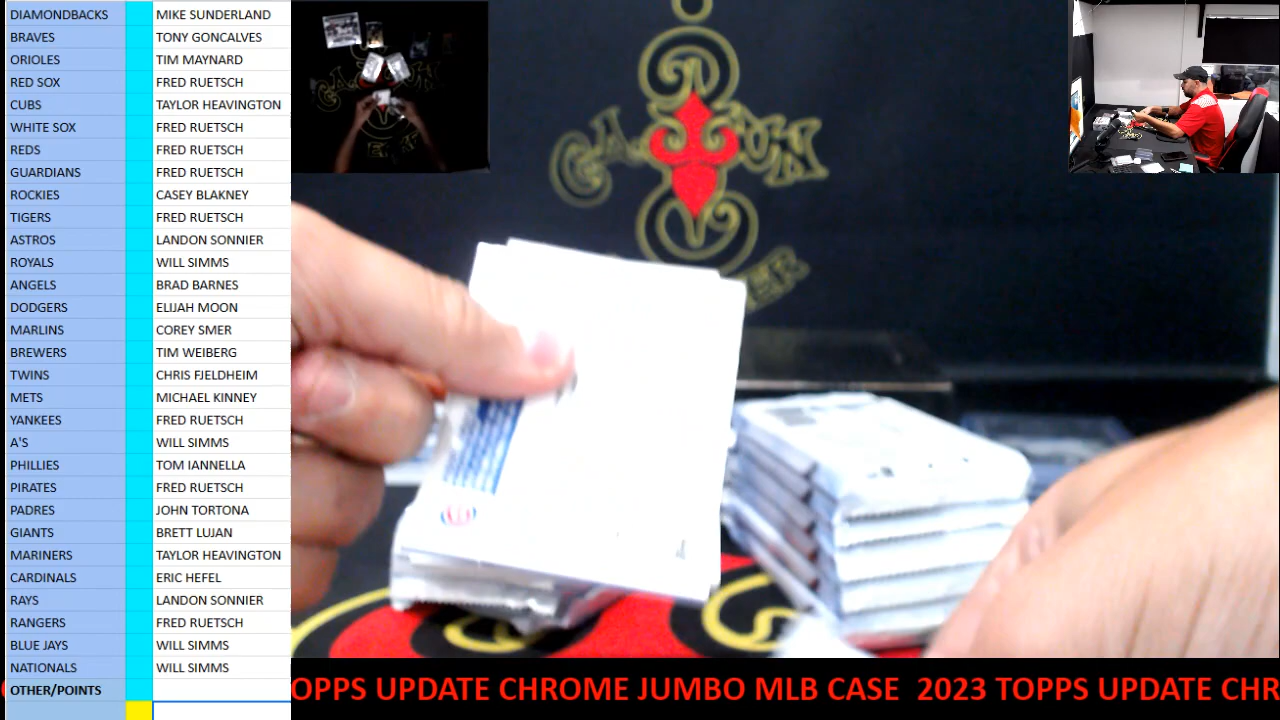 DIAMONDBACKS MIKE SUNDERLAND
BRAVES TONY GONCALVES
ORIOLES TIM MAYNARD
RED SOX FRED RUETSCH
CUBS TAYLOR HEAVINGTON
WHITE SOX FRED RUETSCH
REDS FRED RUETSCH
GUARDIANS FRED RUETSCH
ROCKIES CASEY BLAKNEY
TIGERS FRED RUETSCH
ASTROS LANDON SONNIER
ROYALS WILL SIMMS
ANGELS BRAD BARNES
DODGERS ELIJAH MOON
MARLINS COREY SMER
BREWERS TIM WEIBERG
TWINS CHRIS FJELDHEIM
METS MICHAEL KINNEY
YANKEES FRED RUETSCH
A'S WILL SIMMS
PHILLIES TOM IANNELLA
PIRATES FRED RUETSCH
PADRES JOHN TORTONA
GIANTS BRETT LUJAN
MARINERS TAYLOR HEAVINGTON
CARDINALS ERIC HEFEL
RAYS LANDON SONNIER
RANGERS FRED RUETSCH
BLUE JAYS WILL SIMMS
NATIONALS WILL SIMMS
OTHER/POINTS
OPPS UPDATE CHROME JUMBO MLB CASE 2023 TOPPS UPDATE CHR